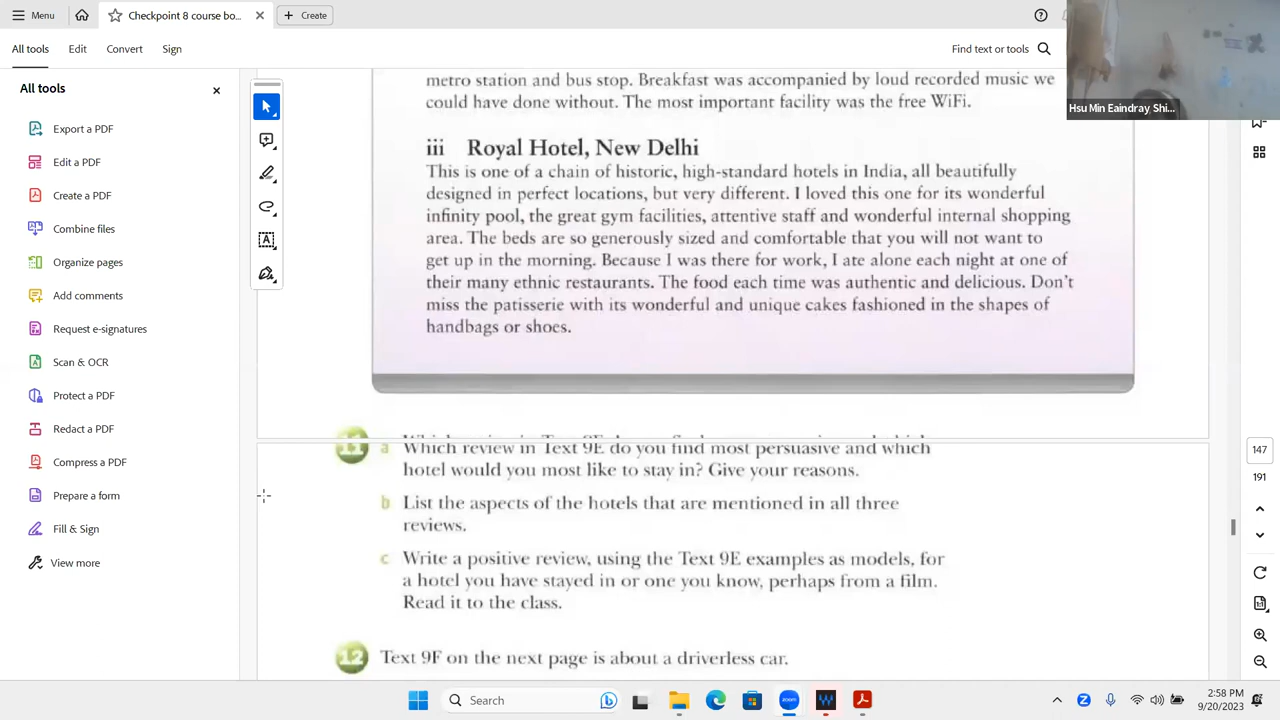 Menu
Checkpoint 8 course bo...
Create
All tools
Edit
Convert
Sign
Find text or tools
Hsu Min Eaindray, Shi...
All tools
Export a PDF
Edit a PDF
Create a PDF
Combine files
Organize pages
Add comments
Request e-signatures
Scan & OCR
Protect a PDF
Redact a PDF
Compress a PDF
Prepare a form
Fill & Sign
View more
metro station and bus stop. Breakfast was accompanied by loud recorded music we
could have done without. The most important facility was the free WiFi.
iii Royal Hotel, New Delhi
This is one of a chain of historic, high-standard hotels in India, all beautifully
designed in perfect locations, but very different. I loved this one for its wonderful
infinity pool, the great gym facilities, attentive staff and wonderful internal shopping
area. The beds are so generously sized and comfortable that you will not want to
get up in the morning. Because I was there for work, I ate alone each night at one of
their many ethnic restaurants. The food each time was authentic and delicious. Don't
miss the patisserie with its wonderful and unique cakes fashioned in the shapes of
handbags or shoes.
11 a Which review in Text 9E do you find most persuasive and which
hotel would you most like to stay in? Give your reasons.
b List the aspects of the hotels that are mentioned in all three
reviews.
c Write a positive review, using the Text 9E examples as models, for
a hotel you have stayed in or one you know, perhaps from a film.
Read it to the class.
12 Text 9F on the next page is about a driverless car.
147
191
Search
zoom
2:58 PM
9/20/2023